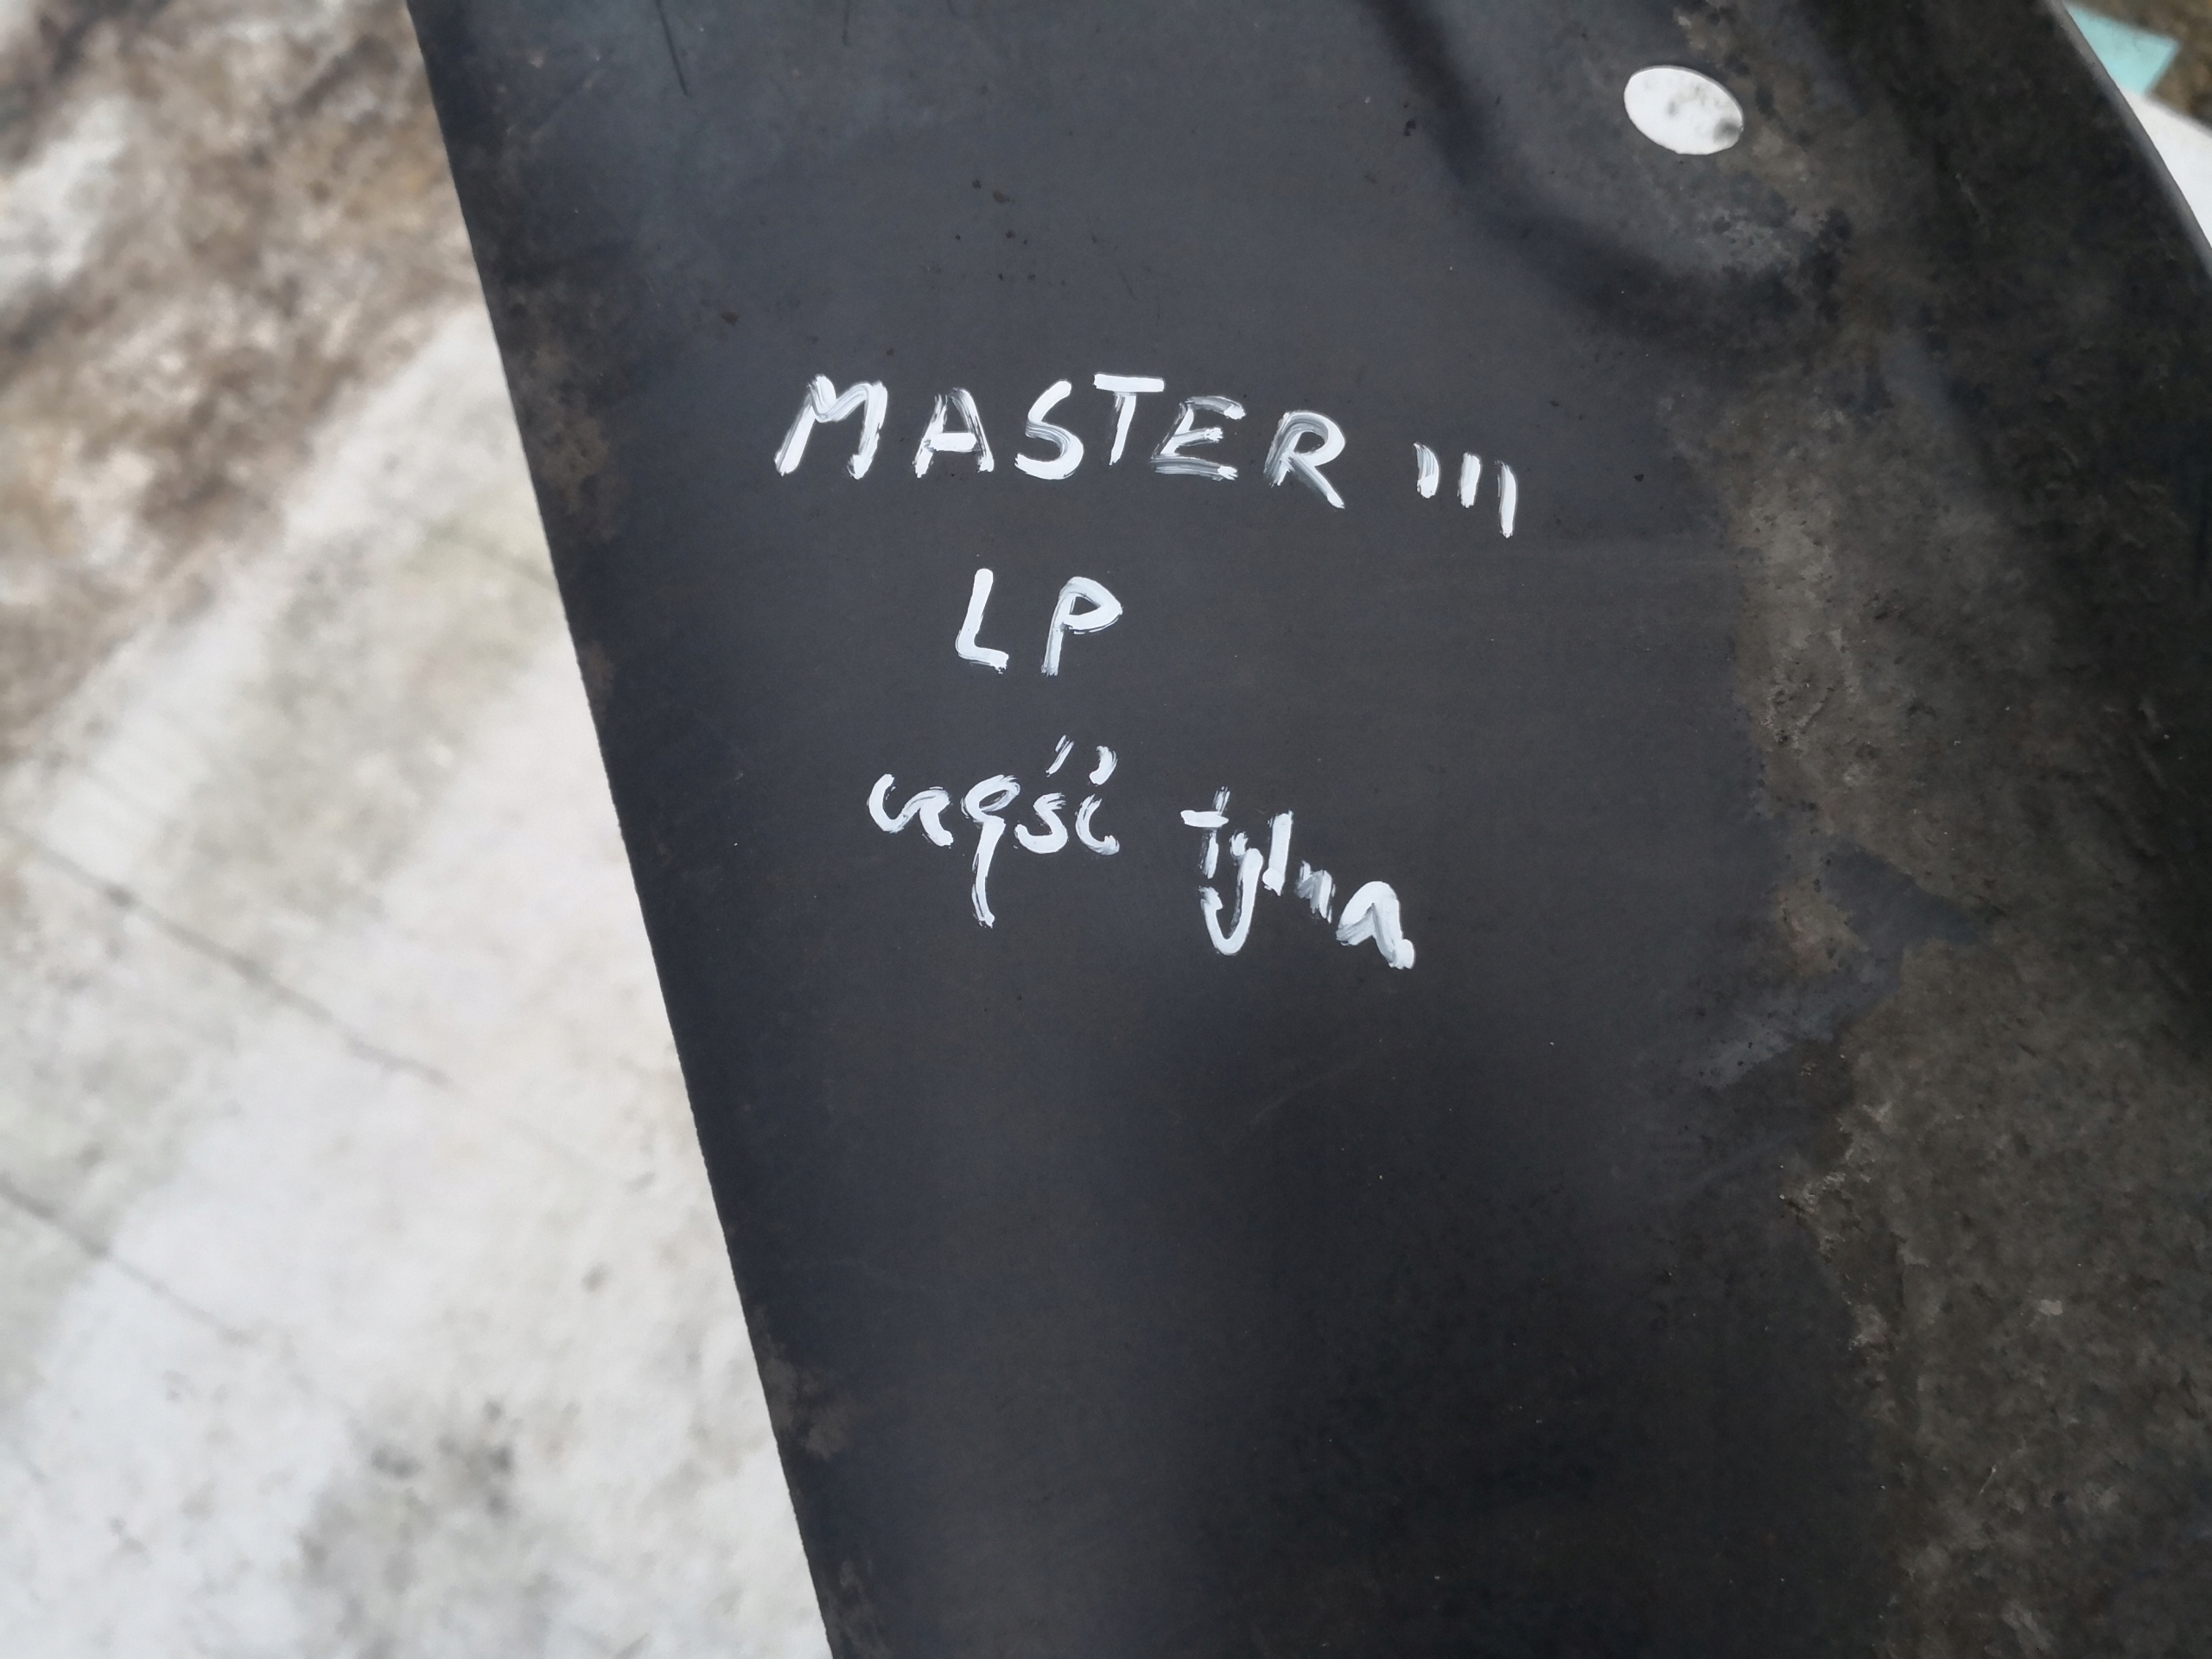 MASTER III
LP
część tylna